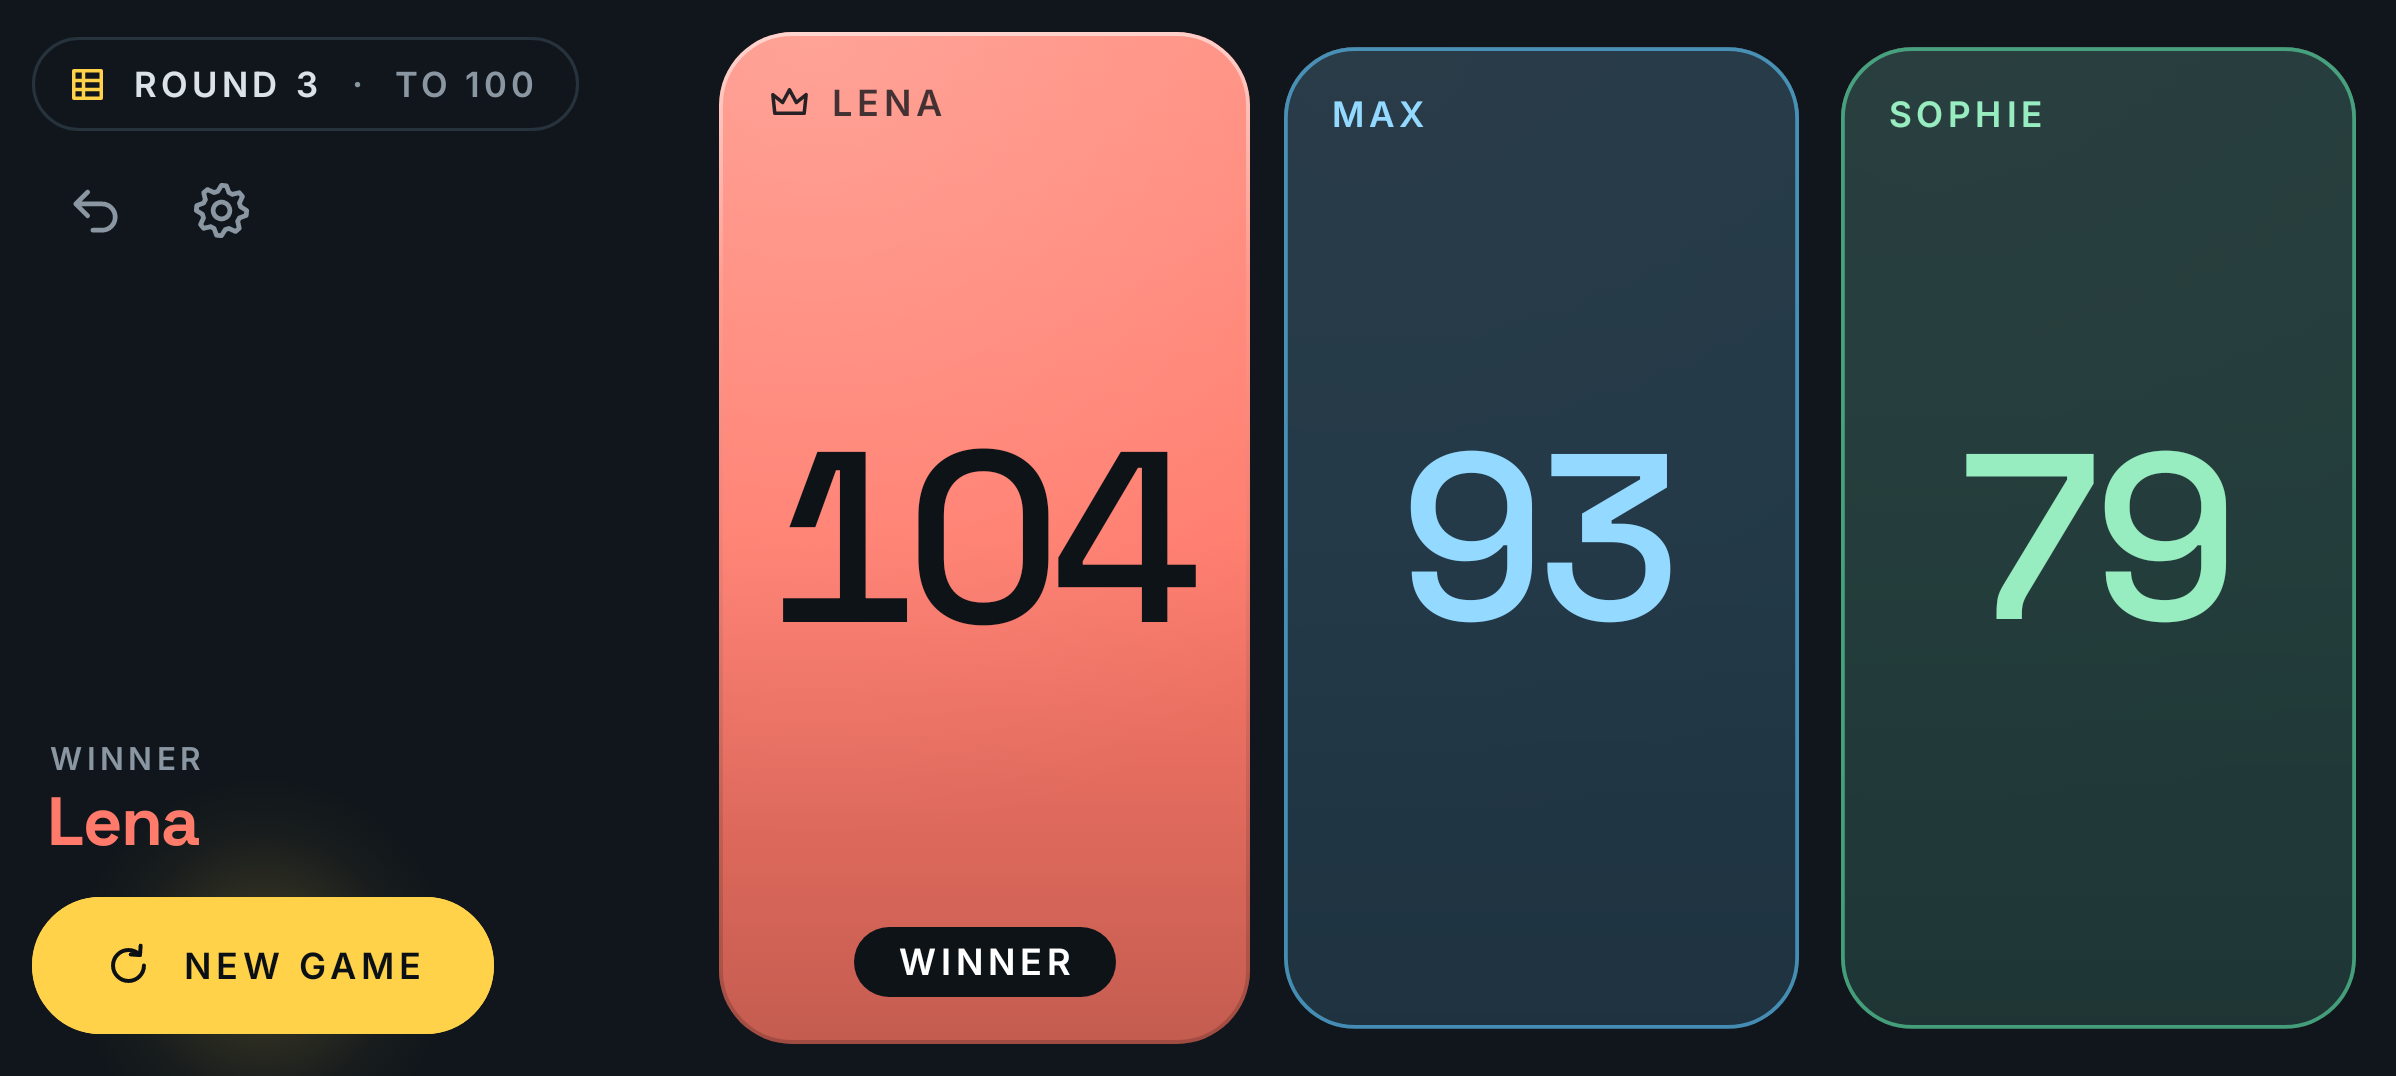 ROUND 3 · TO 100
WINNER
Lena
NEW GAME
LENA
104
WINNER
MAX
93
SOPHIE
79